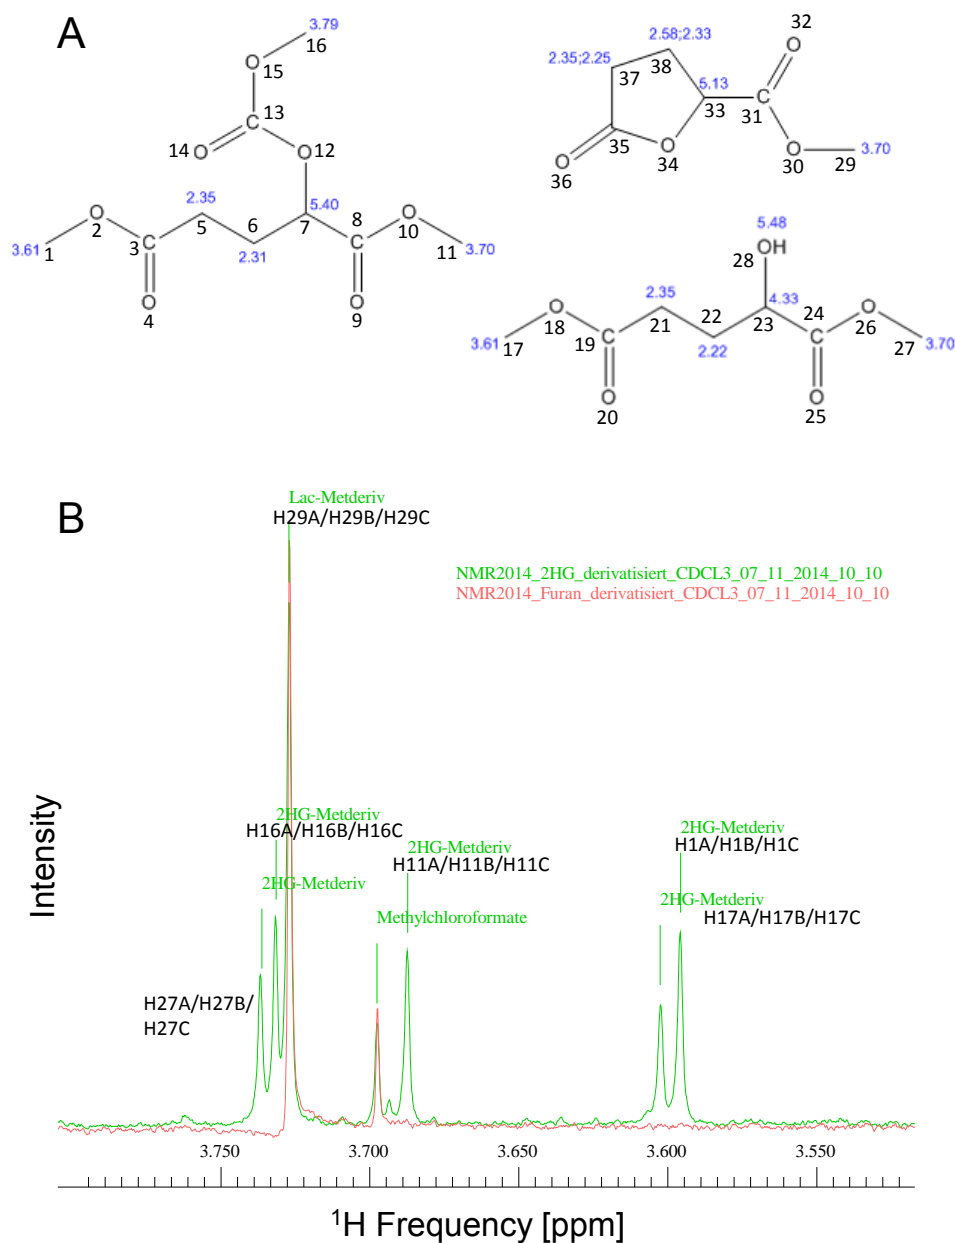 A
3.79
16
O
15
C
13
14
O
O
12
2.35
5.40
O
2
6
7
8
O
10
3.61
1
3
C
5
2.31
C
11
3.70
O
4
O
9
32
2.58;2.33
O
2.35;2.25
38
37
5.13
33
C
31
35
O
34
O
30
29
3.70
O
36
5.48
28
OH
2.35
4.33
O
18
22
24
O
26
21
23
3.61
17
19
C
2.22
C
27
3.70
O
20
O
25
B
Lac-Metderiv
H29A/H29B/H29C
NMR2014_2HG_derivatisiert_CDCL3_07_11_2014_10_10
NMR2014_Furan_derivatisiert_CDCL3_07_11_2014_10_10
2HG-Metderiv
H16A/H16B/H16C
2HG-Metderiv
H11A/H11B/H11C
2HG-Metderiv
H1A/H1B/H1C
2HG-Metderiv
2HG-Metderiv
Methylchloroformate
H17A/H17B/H17C
H27A/H27B/
H27C
Intensity
3.750 3.700 3.650 3.600 3.550
1H Frequency [ppm]